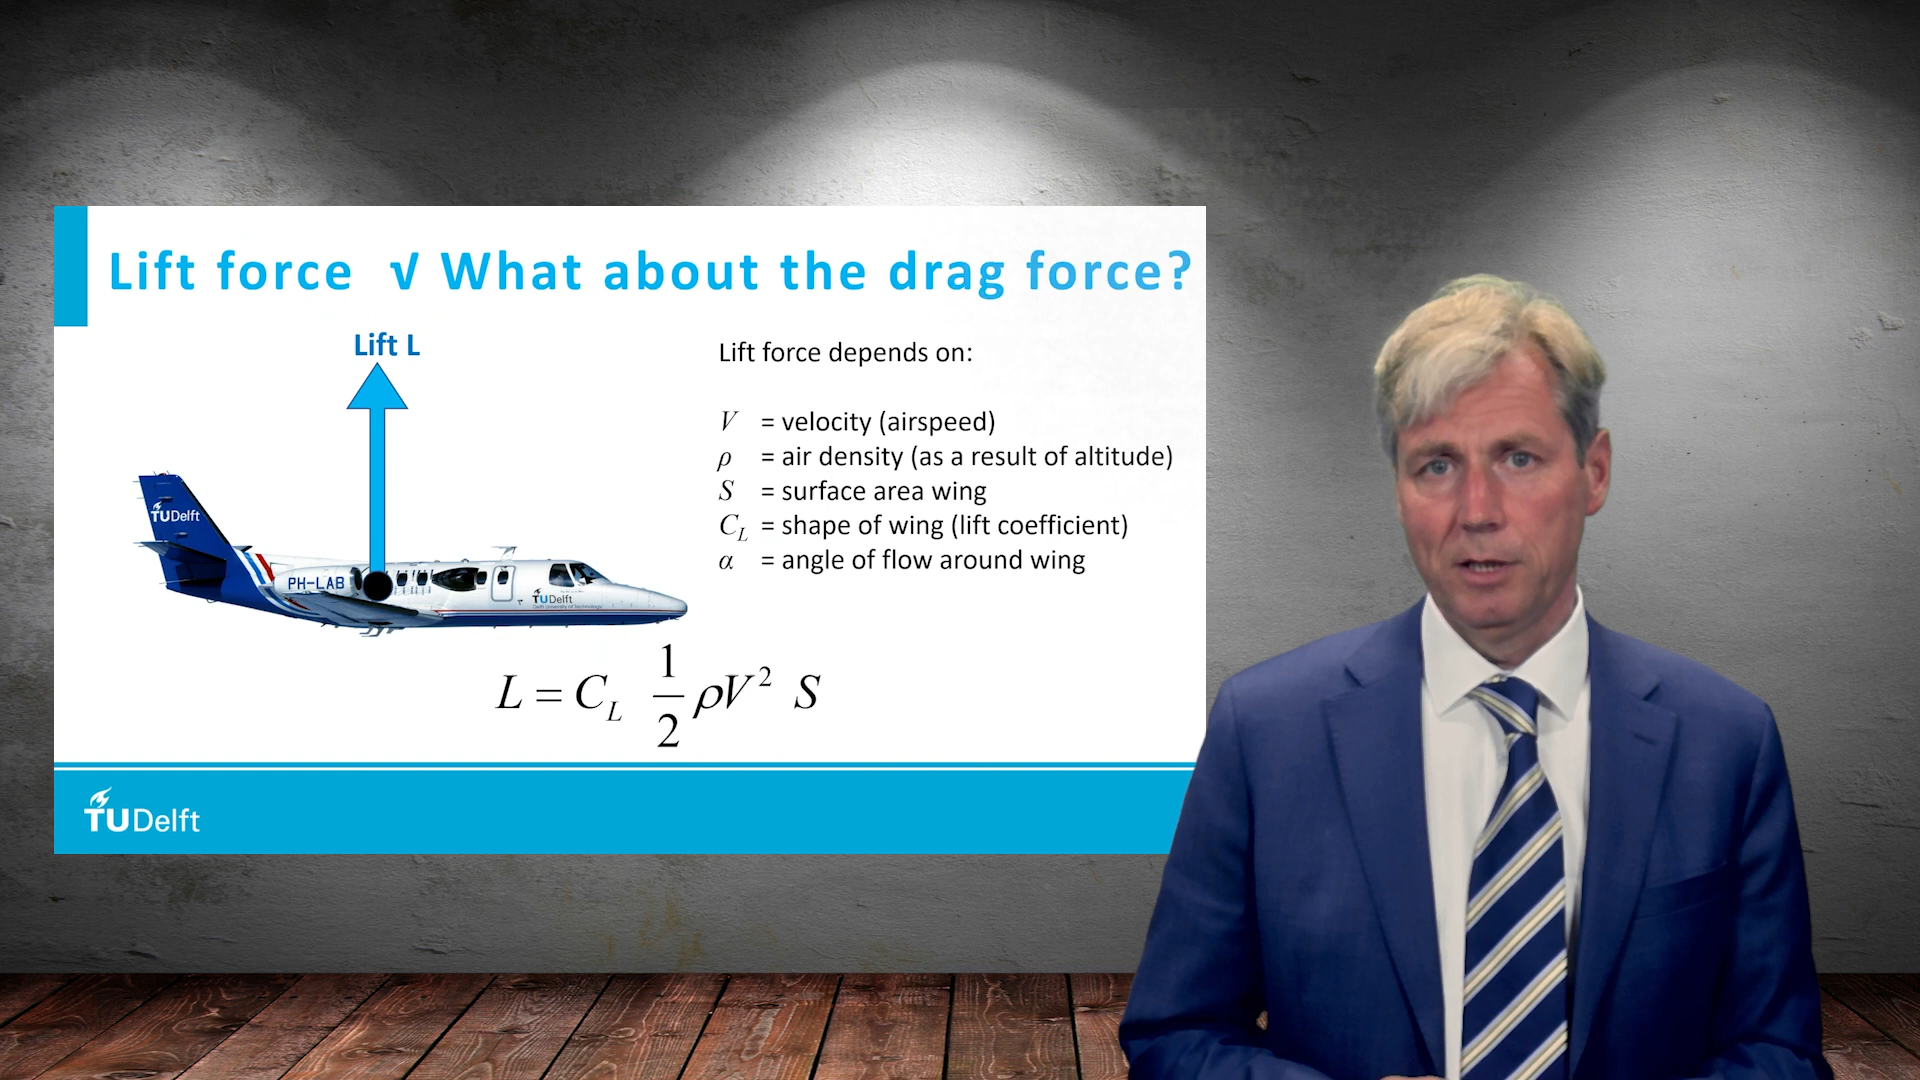 Lift force √ What about the drag force?
Lift L
Lift force depends on:
V = velocity (airspeed)
ρ = air density (as a result of altitude)
S = surface area wing
C_L = shape of wing (lift coefficient)
α = angle of flow around wing
TUDelft
PH-LAB
TUDelft
L = C_L 1/2 ρV² S
TUDelft